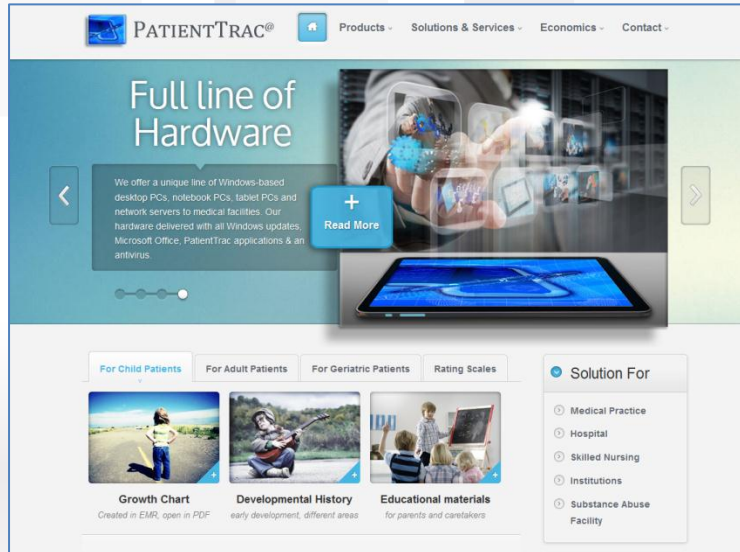 PATIENTTRAC@
Products
Solutions & Services
Economics
Contact
Full line of
Hardware
We offer a unique line of Windows-based
desktop PCs, notebook PCs, tablet PCs and
network servers to medical facilities. Our
hardware delivered with all Windows updates,
Microsoft Office, PatientTrac applications & an
antivirus.
+
Read More
For Child Patients
For Adult Patients
For Geriatric Patients
Rating Scales
Growth Chart
Created in EMR, open in PDF
Developmental History
early development, different areas
Educational materials
for parents and caretakers
Solution For
Medical Practice
Hospital
Skilled Nursing
Institutions
Substance Abuse
Facility